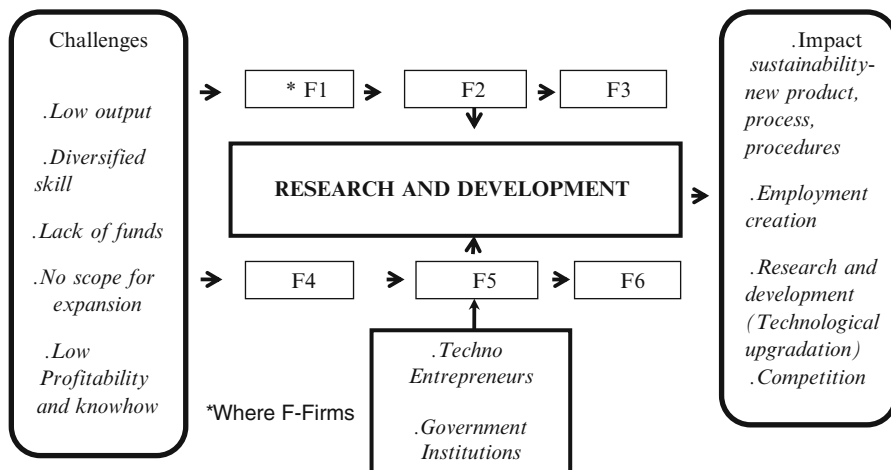 Challenges
.Low output
.Diversified
skill
.Lack of funds
.No scope for
expansion
.Low
Profitability
and knowhow
* F1
F2
F3
RESEARCH AND DEVELOPMENT
F4
F5
F6
.Techno
Entrepreneurs
.Government
Institutions
*Where F-Firms
.Impact
sustainability-
new product,
process,
procedures
.Employment
creation
.Research and
development
(Technological
upgradation)
.Competition